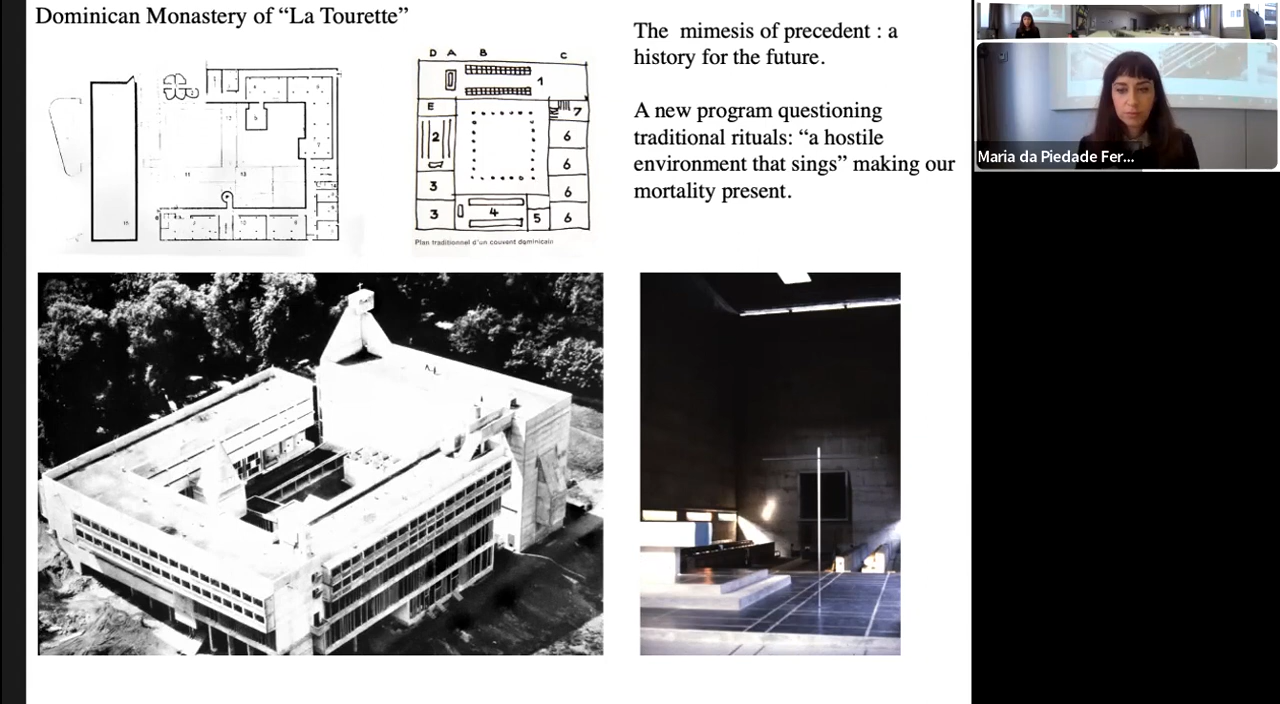 Dominican Monastery of “La Tourette”
The mimesis of precedent : a
history for the future.
A new program questioning
traditional rituals: “a hostile
environment that sings” making our
mortality present.
D A B C
1
E
7
2
6
6
3
6
3
4
5
6
Plan traditionnel d'un couvent dominicain
Maria da Piedade Fer...